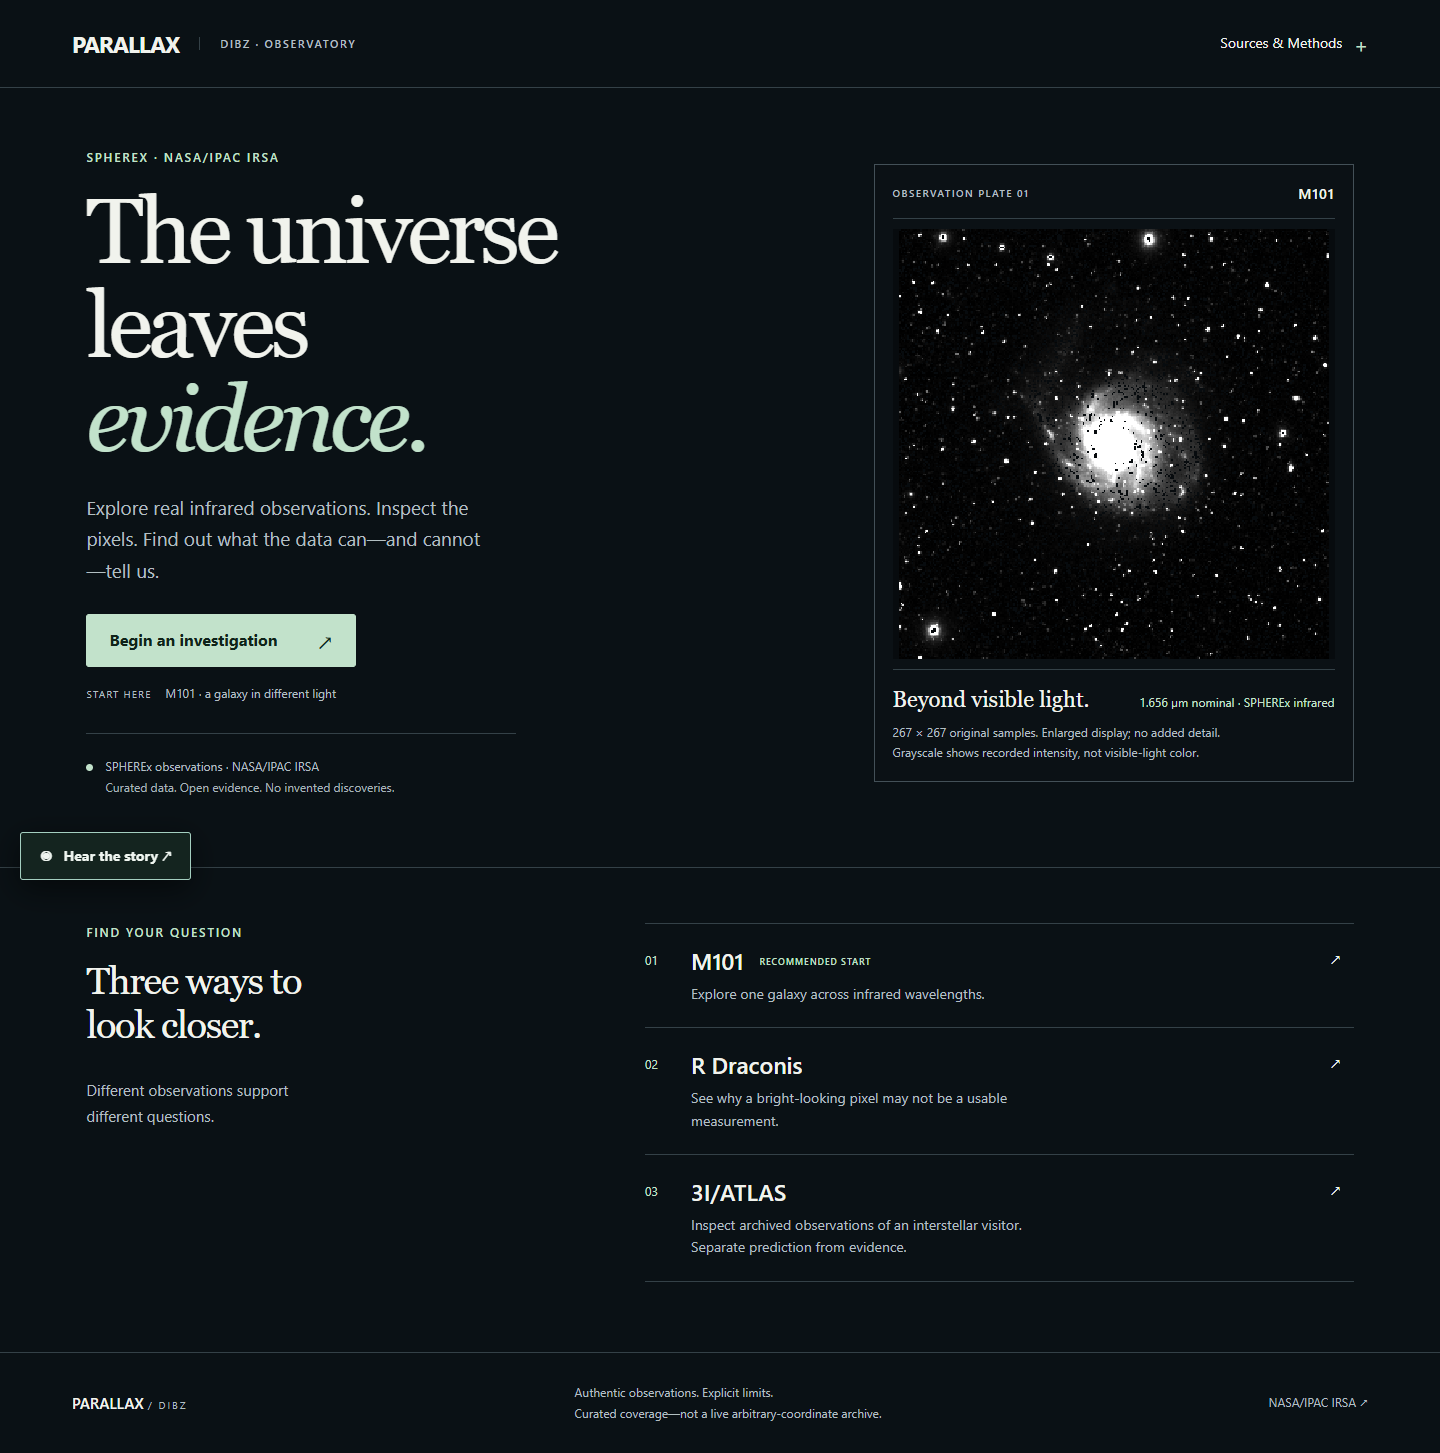 PARALLAX
DIBZ · OBSERVATORY
Sources & Methods +
SPHEREX · NASA/IPAC IRSA
The universe
leaves
evidence.
Explore real infrared observations. Inspect the
pixels. Find out what the data can—and cannot
—tell us.
Begin an investigation ↗
START HERE M101 · a galaxy in different light
SPHEREx observations · NASA/IPAC IRSA
Curated data. Open evidence. No invented discoveries.
OBSERVATION PLATE 01
M101
Beyond visible light.
1.656 µm nominal · SPHEREx infrared
267 × 267 original samples. Enlarged display; no added detail.
Grayscale shows recorded intensity, not visible-light color.
Hear the story ↗
FIND YOUR QUESTION
Three ways to
look closer.
Different observations support
different questions.
01 M101 RECOMMENDED START ↗
Explore one galaxy across infrared wavelengths.
02 R Draconis ↗
See why a bright-looking pixel may not be a usable
measurement.
03 3I/ATLAS ↗
Inspect archived observations of an interstellar visitor.
Separate prediction from evidence.
PARALLAX / DIBZ
Authentic observations. Explicit limits.
Curated coverage—not a live arbitrary-coordinate archive.
NASA/IPAC IRSA ↗